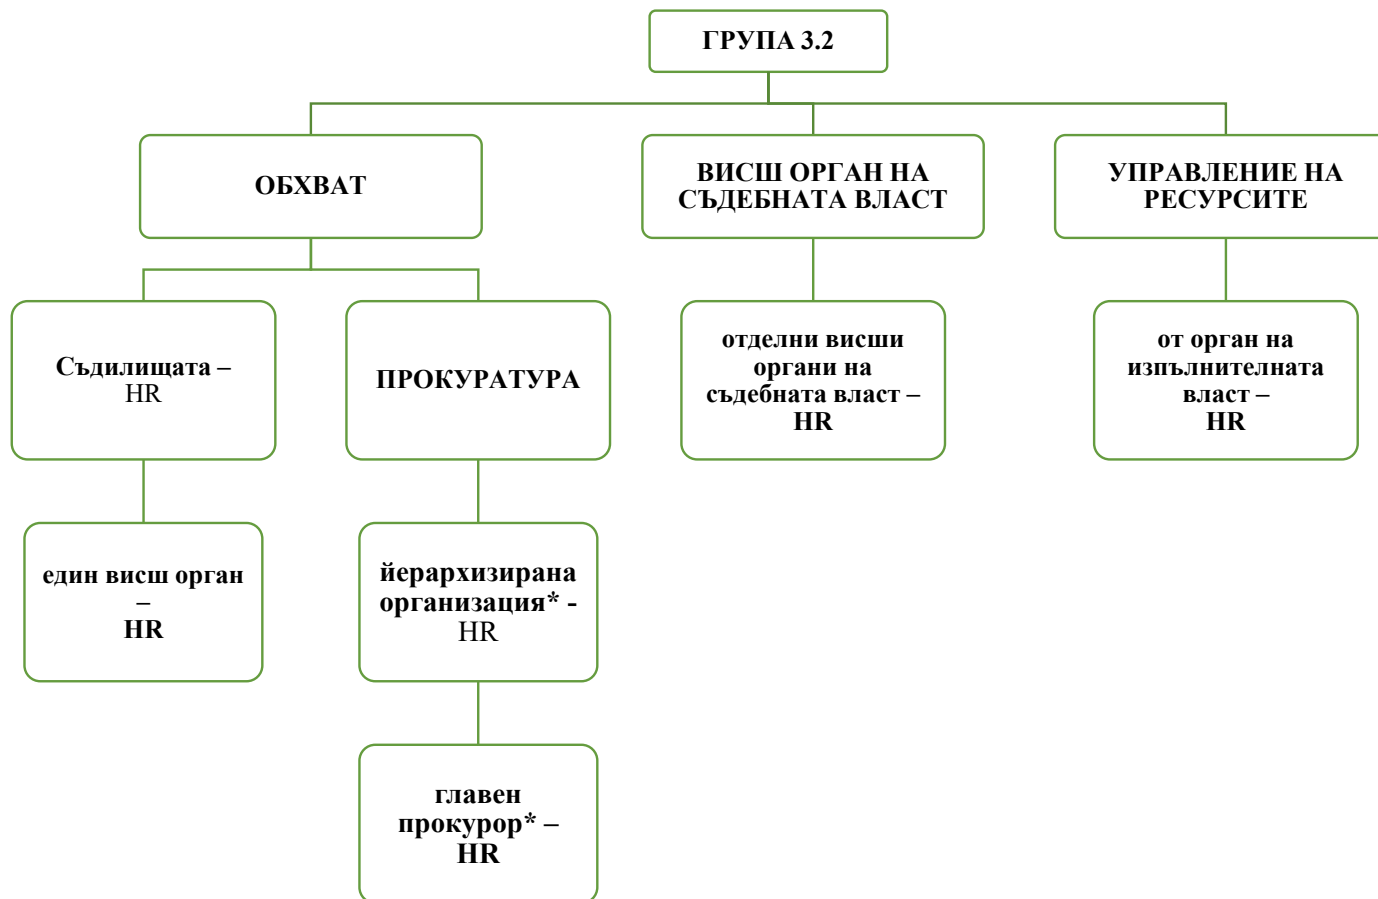 ГРУПА 3.2
ОБХВАТ
ВИСШ ОРГАН НА
СЪДЕБНАТА ВЛАСТ
УПРАВЛЕНИЕ НА
РЕСУРСИТЕ
Съдилищата –
HR
ПРОКУРАТУРА
отделни висши
органи на
съдебната власт –
HR
от орган на
изпълнителната
власт –
HR
един висш орган
–
HR
йерархизирана
организация* -
HR
главен
прокурор* –
HR